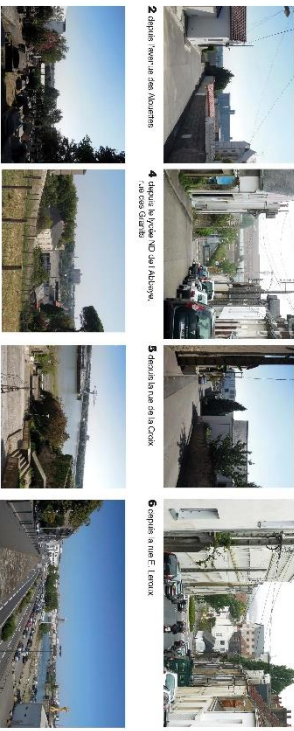 2 depuis l'avenue des Alouettes
4 depuis le lycée ND de l'Abbaye,
rue des Granits
5 depuis la rue de la Croix
6 depuis la rue E. Leroux